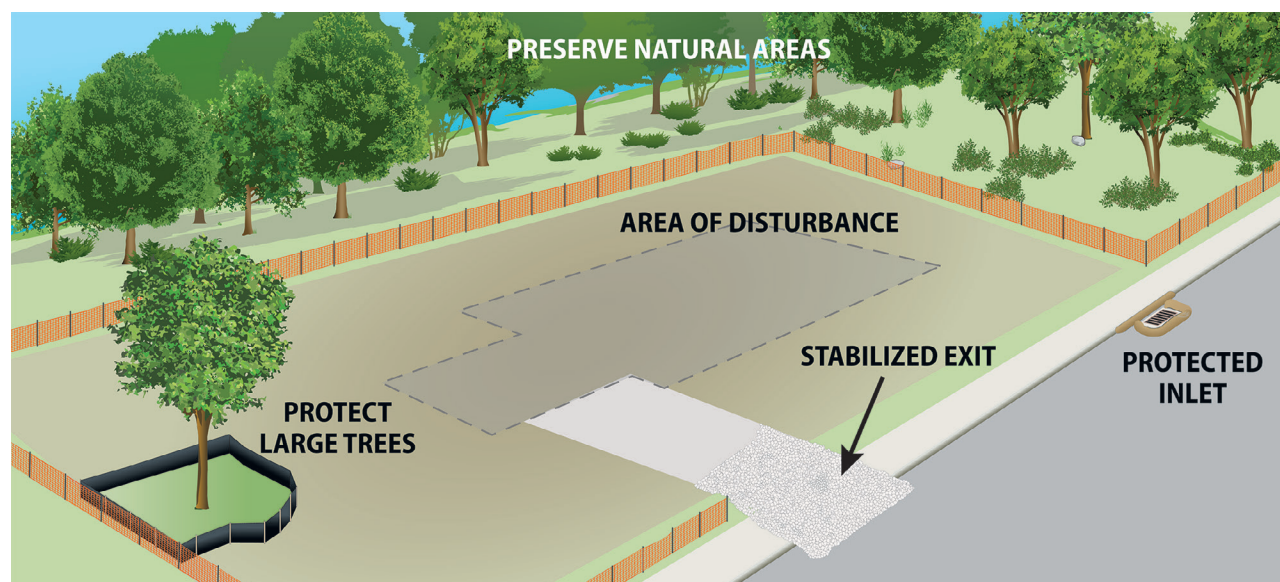 PRESERVE NATURAL AREAS
AREA OF DISTURBANCE
STABILIZED EXIT
PROTECTED
INLET
PROTECT
LARGE TREES